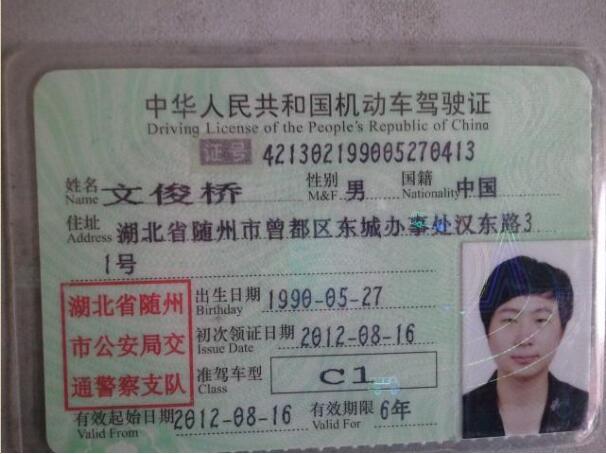 中华人民共和国机动车驾驶证
Driving License of the People's Republic of China
证号 421302199005270413
姓名 Name 文俊桥 性别 M&F. 男 国籍 Nationality 中国
住址 Address 湖北省随州市曾都区东城办事处汉东路3
1号
湖北省随州
市公安局交
通警察支队
出生日期 Birthday 1990-05-27
初次领证日期 Issue Date 2012-08-16
准驾车型 Class C1
有效起始日期 Valid From 2012-08-16 有效期限 Valid For 6年